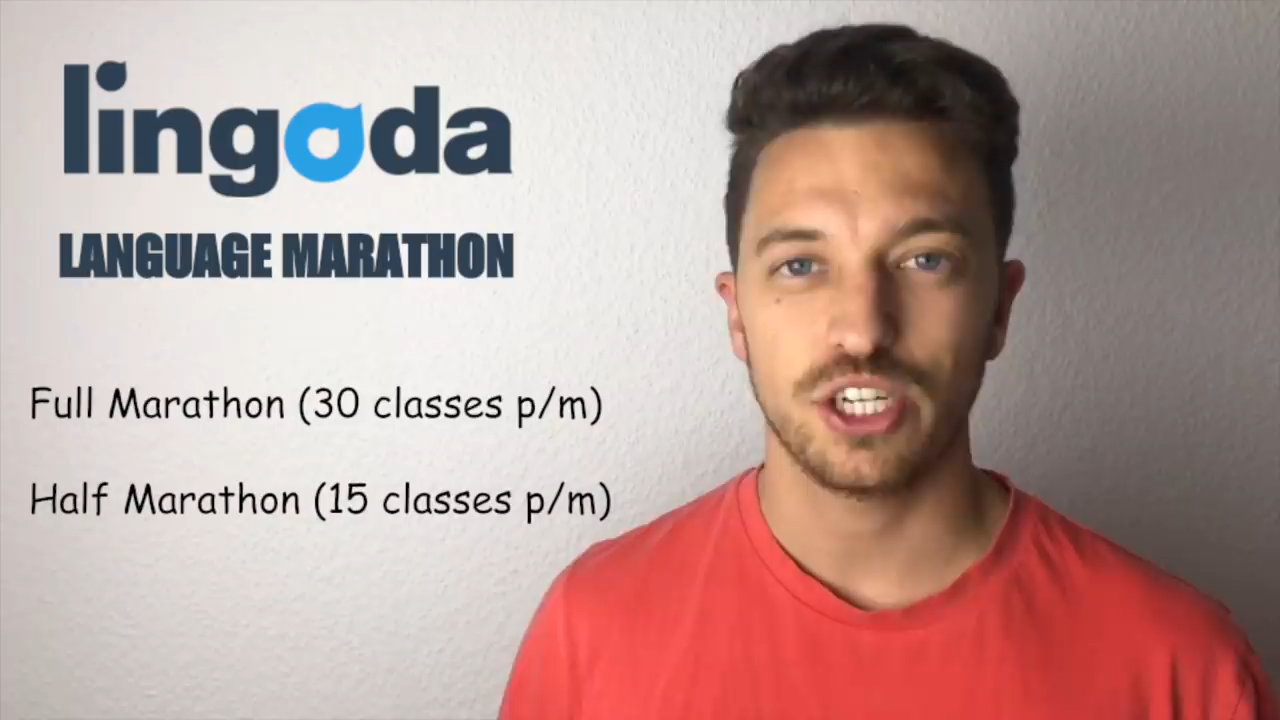 lingoda
LANGUAGE MARATHON
Full Marathon (30 classes p/m)
Half Marathon (15 classes p/m)